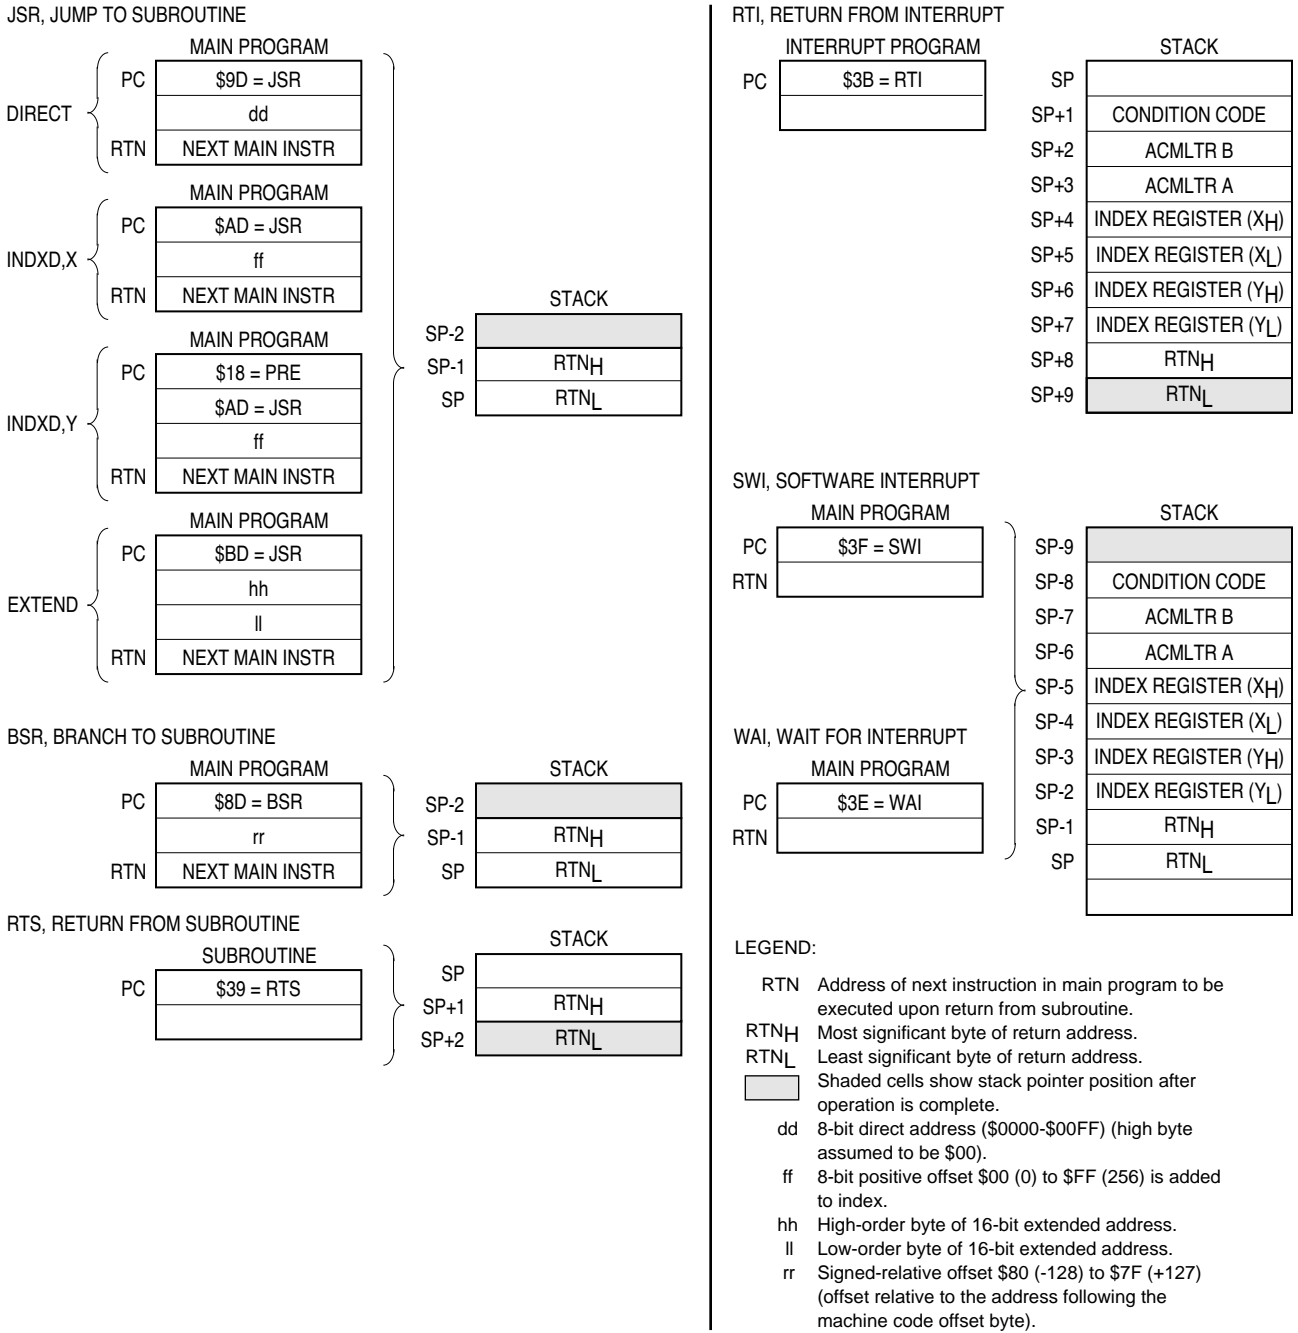 JSR, JUMP TO SUBROUTINE
MAIN PROGRAM
DIRECT
PC $9D = JSR
dd
RTN NEXT MAIN INSTR
MAIN PROGRAM
INDXD,X
PC $AD = JSR
ff
RTN NEXT MAIN INSTR
MAIN PROGRAM
INDXD,Y
PC $18 = PRE
$AD = JSR
ff
RTN NEXT MAIN INSTR
MAIN PROGRAM
EXTEND
PC $BD = JSR
hh
ll
RTN NEXT MAIN INSTR
STACK
SP-2
SP-1 RTNH
SP RTNL
BSR, BRANCH TO SUBROUTINE
MAIN PROGRAM
PC $8D = BSR
rr
RTN NEXT MAIN INSTR
STACK
SP-2
SP-1 RTNH
SP RTNL
RTS, RETURN FROM SUBROUTINE
SUBROUTINE
PC $39 = RTS
STACK
SP
SP+1 RTNH
SP+2 RTNL
RTI, RETURN FROM INTERRUPT
INTERRUPT PROGRAM
PC $3B = RTI
STACK
SP
SP+1 CONDITION CODE
SP+2 ACMLTR B
SP+3 ACMLTR A
SP+4 INDEX REGISTER (XH)
SP+5 INDEX REGISTER (XL)
SP+6 INDEX REGISTER (YH)
SP+7 INDEX REGISTER (YL)
SP+8 RTNH
SP+9 RTNL
SWI, SOFTWARE INTERRUPT
MAIN PROGRAM
PC $3F = SWI
RTN
WAI, WAIT FOR INTERRUPT
MAIN PROGRAM
PC $3E = WAI
RTN
STACK
SP-9
SP-8 CONDITION CODE
SP-7 ACMLTR B
SP-6 ACMLTR A
SP-5 INDEX REGISTER (XH)
SP-4 INDEX REGISTER (XL)
SP-3 INDEX REGISTER (YH)
SP-2 INDEX REGISTER (YL)
SP-1 RTNH
SP RTNL
LEGEND:
RTN Address of next instruction in main program to be
executed upon return from subroutine.
RTNH Most significant byte of return address.
RTNL Least significant byte of return address.
Shaded cells show stack pointer position after
operation is complete.
dd 8-bit direct address ($0000-$00FF) (high byte
assumed to be $00).
ff 8-bit positive offset $00 (0) to $FF (256) is added
to index.
hh High-order byte of 16-bit extended address.
ll Low-order byte of 16-bit extended address.
rr Signed-relative offset $80 (-128) to $7F (+127)
(offset relative to the address following the
machine code offset byte).